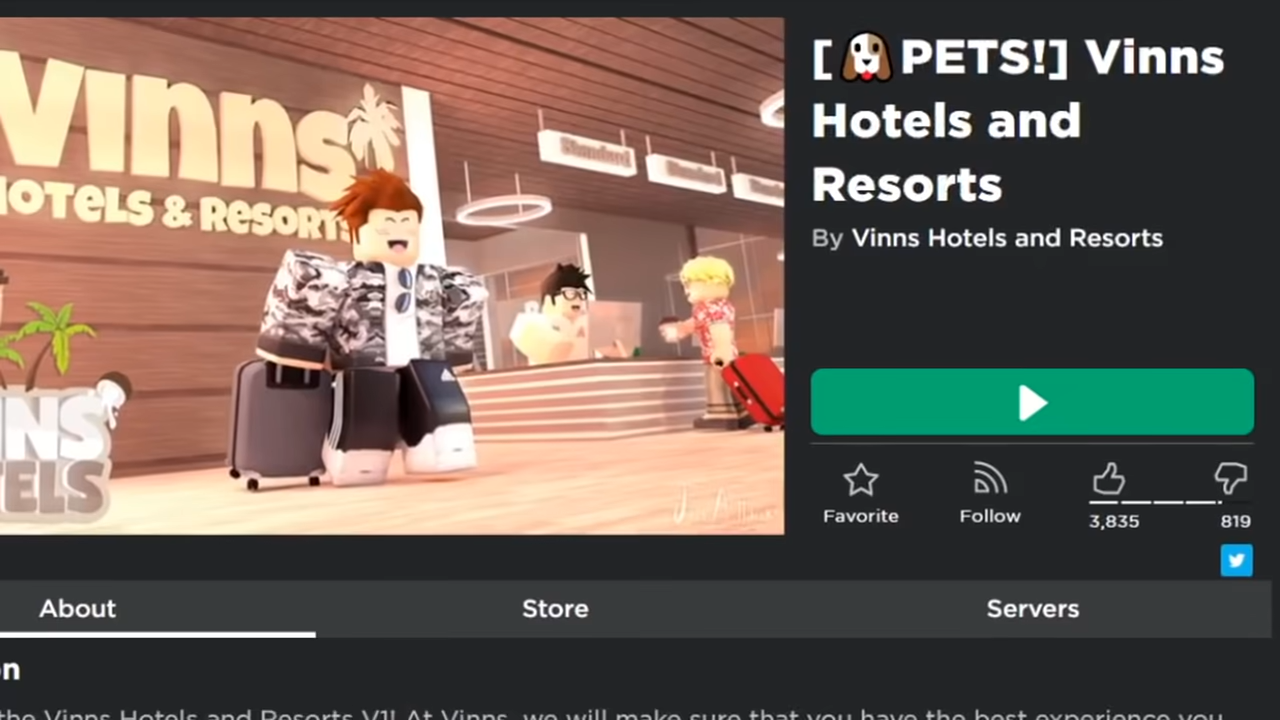 Vinns
HOTELS & RESORTS
Standard
[🐶PETS!] Vinns
Hotels and
Resorts
By Vinns Hotels and Resorts
Favorite
Follow
3,835
819
NNS
ELS
About
Store
Servers
on
the Vinns Hotels and Resorts V1! At Vinns, we will make sure that you have the best experience you